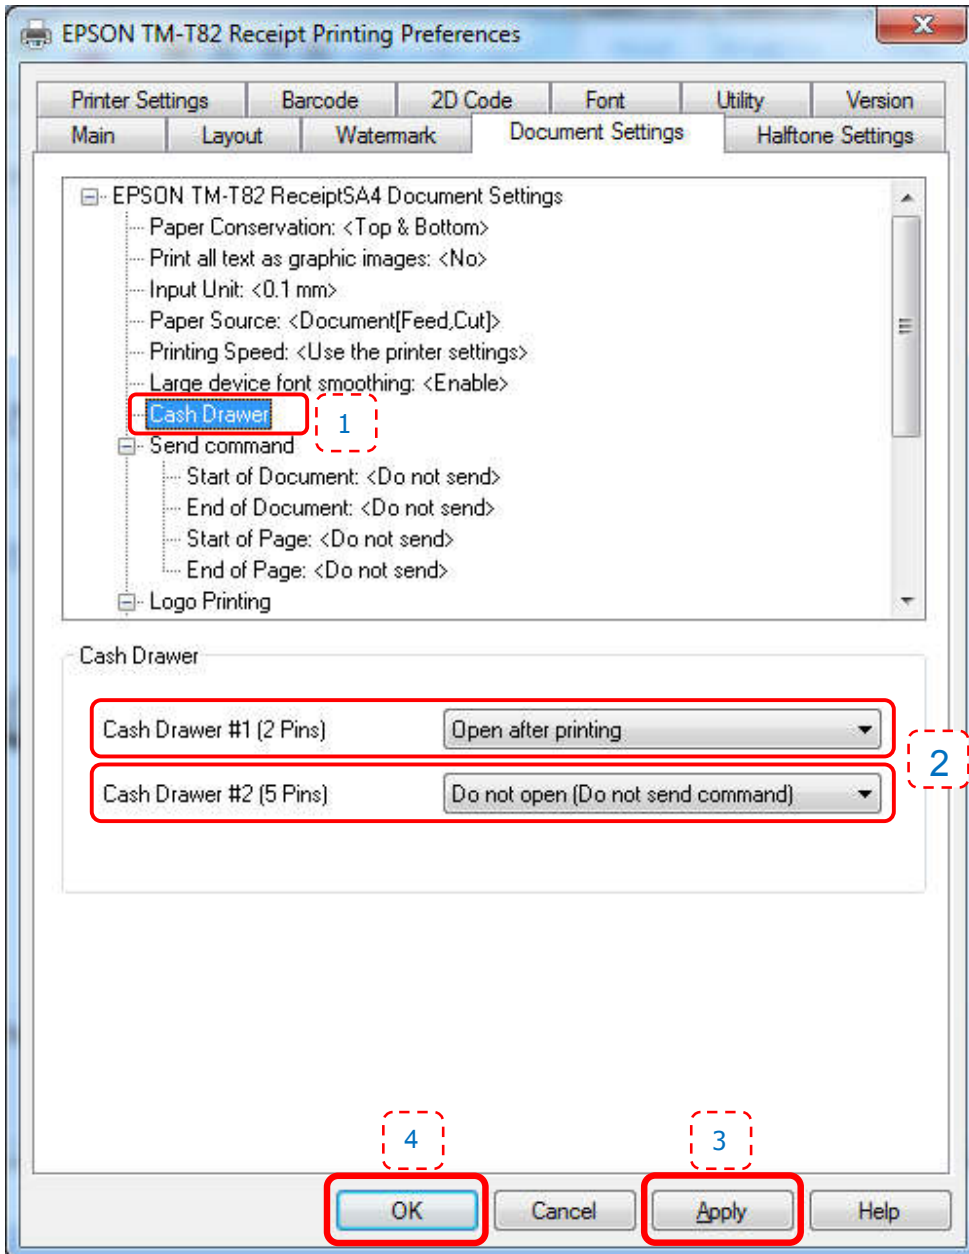 EPSON TM-T82 Receipt Printing Preferences
X
Printer Settings Barcode 2D Code Font Utility Version
Main Layout Watermark Document Settings Halftone Settings
EPSON TM-T82 ReceiptSA4 Document Settings
Paper Conservation: <Top & Bottom>
Print all text as graphic images: <No>
Input Unit: <0.1 mm>
Paper Source: <Document[Feed,Cut]>
Printing Speed: <Use the printer settings>
Large device font smoothing: <Enable>
Cash Drawer 1
Send command
Start of Document: <Do not send>
End of Document: <Do not send>
Start of Page: <Do not send>
End of Page: <Do not send>
Logo Printing
Cash Drawer
Cash Drawer #1 (2 Pins) Open after printing
2
Cash Drawer #2 (5 Pins) Do not open (Do not send command)
4 3
OK Cancel Apply Help